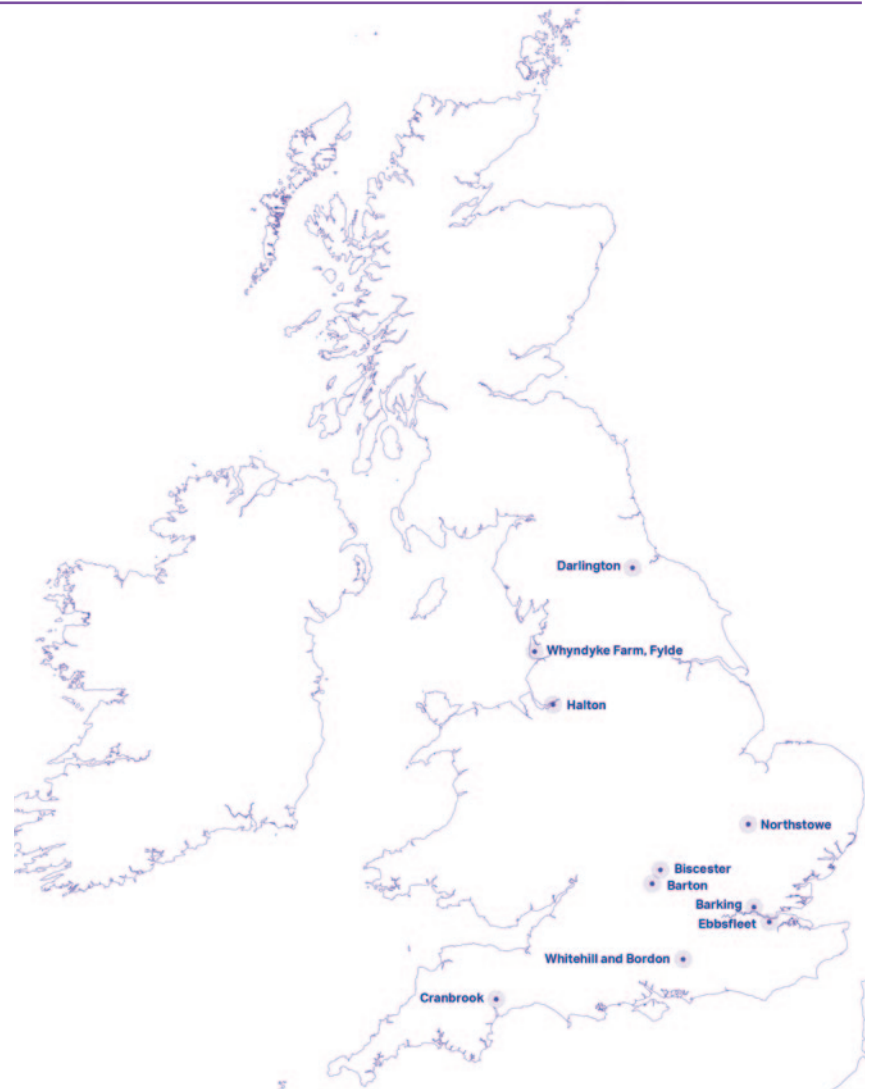 Darlington
Whyndyke Farm, Fylde
Halton
Northstowe
Biscester
Barton
Barking
Ebbsfleet
Whitehill and Bordon
Cranbrook